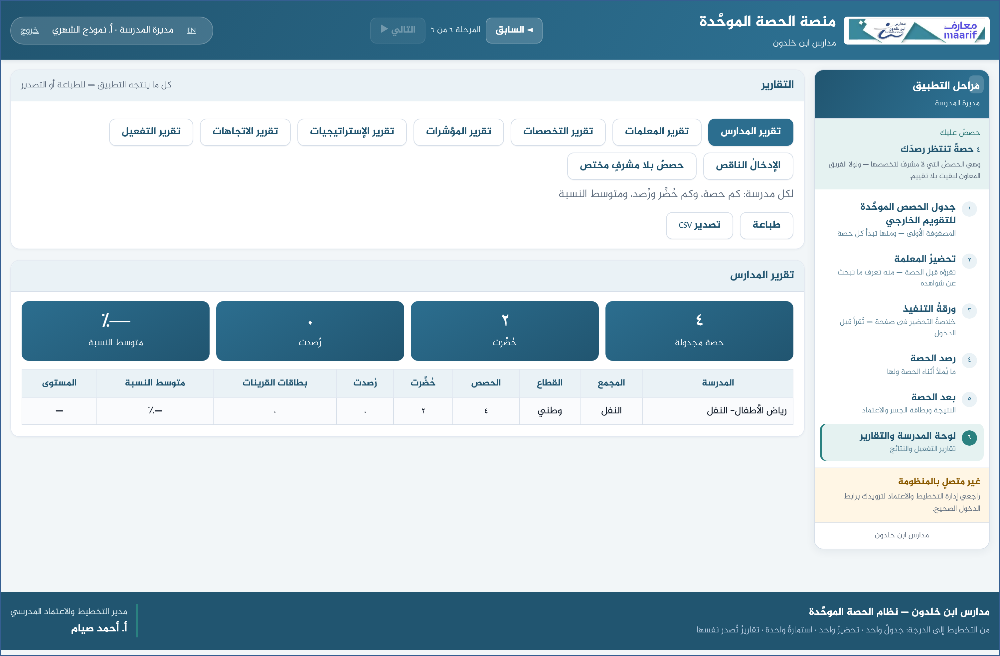 معارف
maarif
مدارس
ابن خلدون
Ibn Khaldun Schools
منصة الحصة الموحَّدة
مدارس ابن خلدون
◄ السابق
المرحلة ٦ من ٦
التالي ►
EN
مديرة المدرسة · أ. نموذج الشهري
خروج
مراحل التطبيق
مديرة المدرسة
حصصٌ عليك
٤ حصةً تنتظر رصدَك
وهي الحصصُ التي لا مشرفَ لتخصصها — ولولا الفريق
المعاون لبقيت بلا تقييم.
١
جدول الحصص الموحَّدة
للتقويم الخارجي
المصفوفة الأولى — ومنها تبدأ كل حصة
٢
تحضيرُ المعلمة
تقرؤه قبل الحصة — منه تعرف ما تبحث
عن شواهده
٣
ورقةُ التنفيذ
خلاصةُ التحضير في صفحة — تُقرأ قبل
الدخول
٤
رصد الحصة
ما يُملأ أثناء الحصة ولها
٥
بعد الحصة
النتيجة وبطاقة الجسر والاعتماد
٦
لوحة المدرسة والتقارير
تقارير التفعيل والنتائج
غير متصلٍ بالمنظومة
راجعي إدارة التخطيط والاعتماد لتزويدك برابط
الدخول الصحيح.
مدارس ابن خلدون
التقارير
كل ما ينتجه التطبيق — للطباعة أو التصدير
تقرير المدارس
تقرير المعلمات
تقرير التخصصات
تقرير المؤشرات
تقرير الإستراتيجيات
تقرير الاتجاهات
تقرير التفعيل
الإدخالُ الناقص
حصصٌ بلا مشرفٍ مختص
لكل مدرسة: كم حصة، وكم حُضِّر ورُصد، ومتوسط النسبة
طباعة
تصدير CSV
تقرير المدارس
٤
حصة مجدولة
٢
حُضِّرت
٠
رُصدت
—٪
متوسط النسبة
المدرسة المجمع القطاع الحصص حُضِّرت رُصدت بطاقات القرينات متوسط النسبة المستوى
رياض الأطفال- النفل النفل وطني ٤ ٢ ٠ ٠ —٪ —
مدارس ابن خلدون — نظام الحصة الموحَّدة
من التخطيط إلى الدرجة: جدولٌ واحد · تحضيرٌ واحد · استمارةٌ واحدة · تقاريرُ تُصدر نفسها
مدير التخطيط والاعتماد المدرسي
أ. أحمد صيام